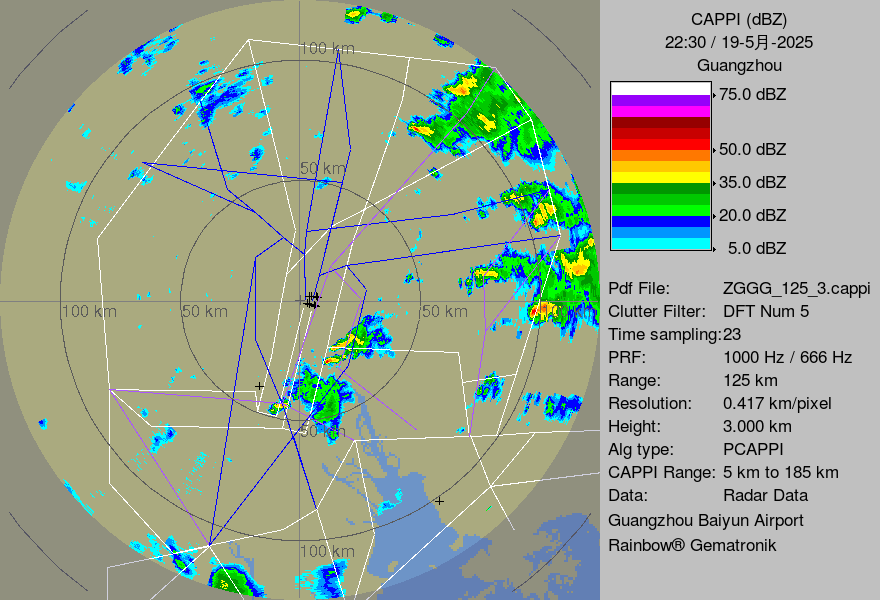 CAPPI (dBZ)
22:30 / 19-5月-2025
Guangzhou
75.0 dBZ
50.0 dBZ
35.0 dBZ
20.0 dBZ
5.0 dBZ
100 km
50 km
100 km
50 km
50 km
50 km
100 km
Pdf File: ZGGG_125_3.cappi
Clutter Filter: DFT Num 5
Time sampling:23
PRF: 1000 Hz / 666 Hz
Range: 125 km
Resolution: 0.417 km/pixel
Height: 3.000 km
Alg type: PCAPPI
CAPPI Range: 5 km to 185 km
Data: Radar Data
Guangzhou Baiyun Airport
Rainbow® Gematronik